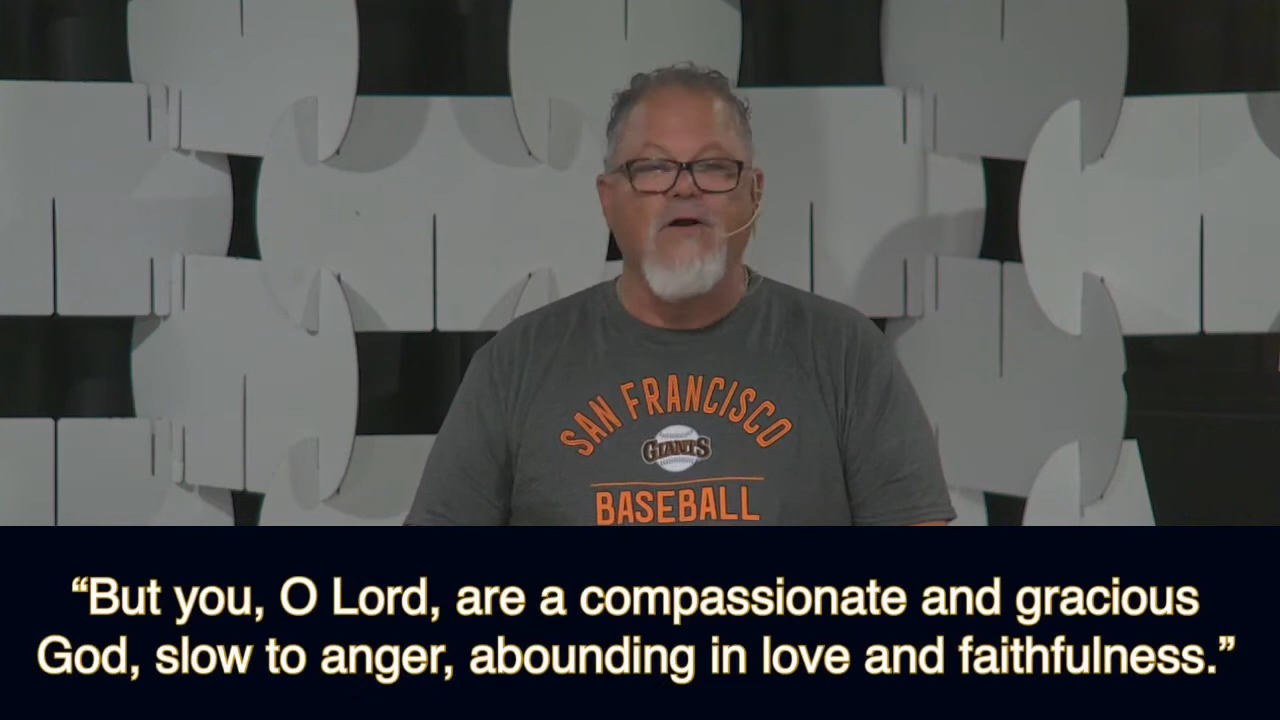 SAN FRANCISCO
GIANTS
BASEBALL
“But you, O Lord, are a compassionate and gracious
God, slow to anger, abounding in love and faithfulness.”